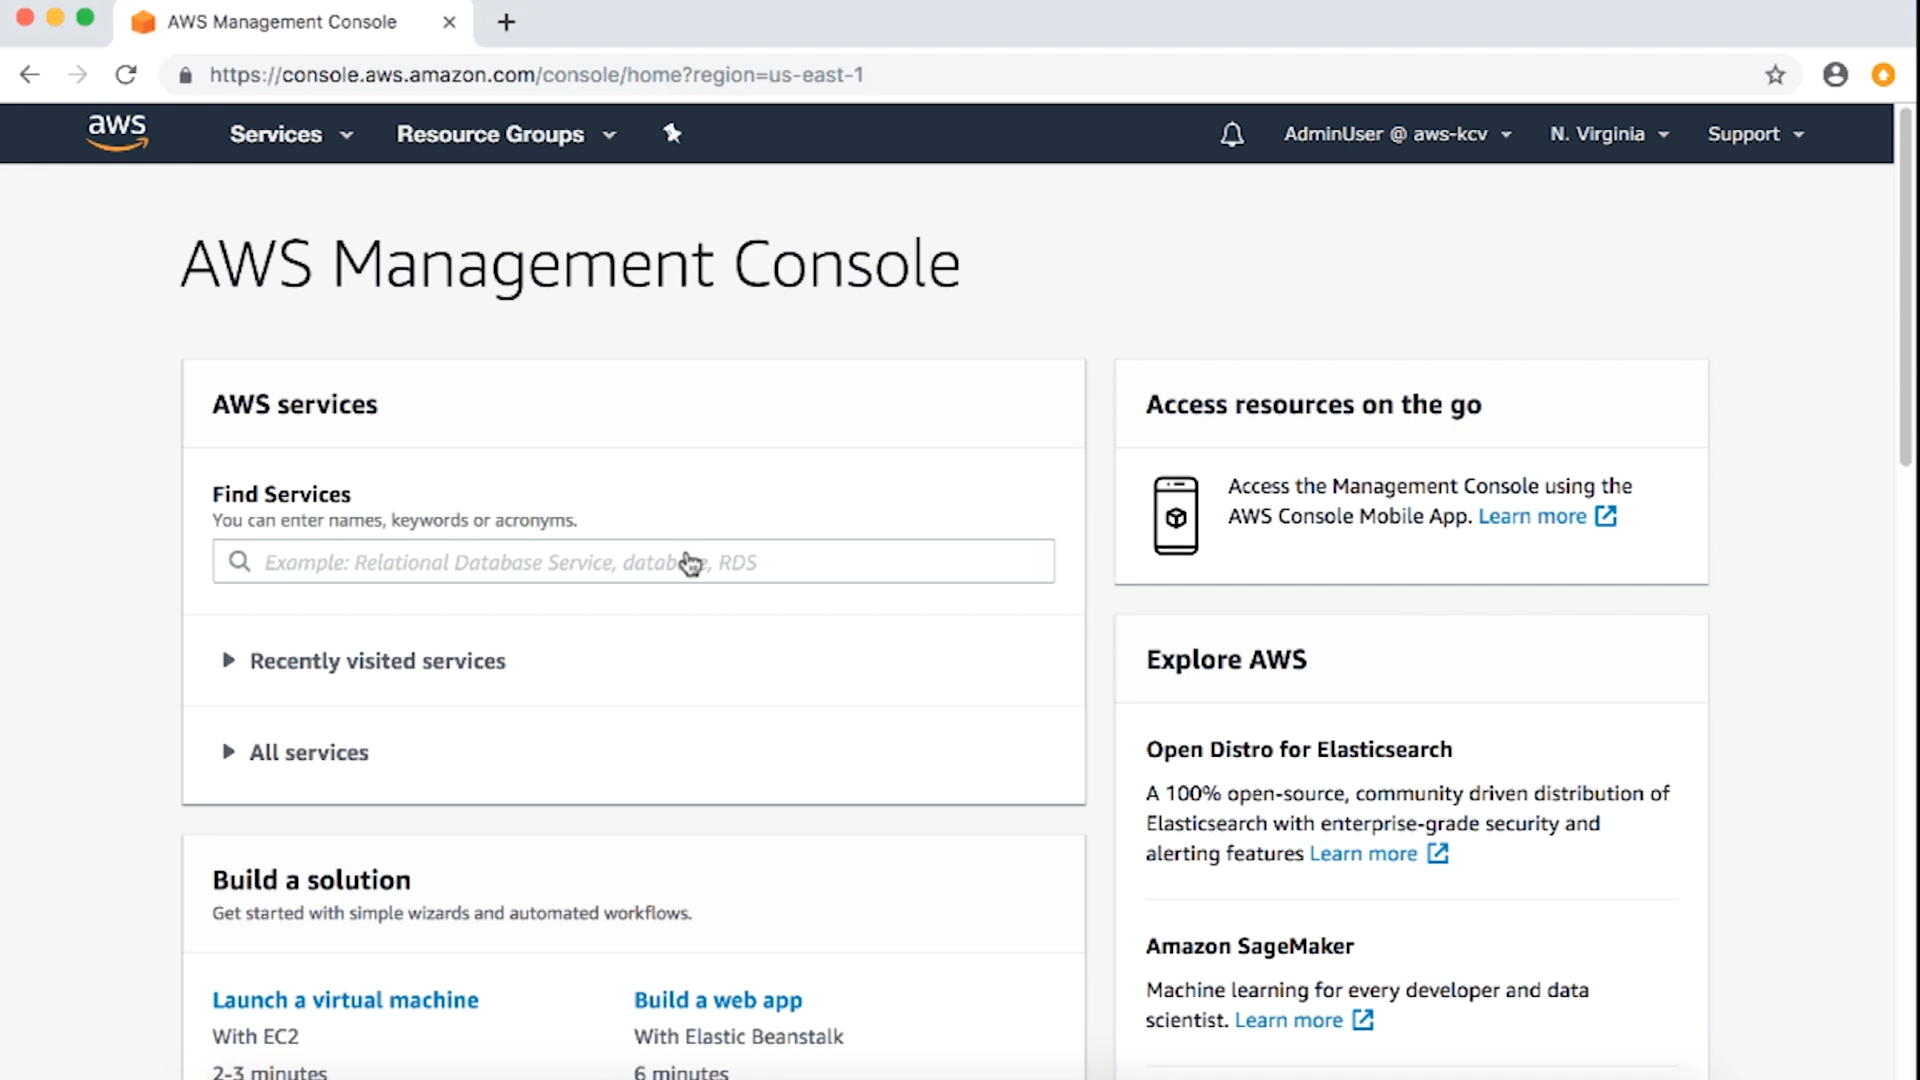 AWS Management Console
https://console.aws.amazon.com/console/home?region=us-east-1
aws
Services
Resource Groups
AdminUser @ aws-kcv
N. Virginia
Support
AWS Management Console
AWS services
Find Services
You can enter names, keywords or acronyms.
Example: Relational Database Service, database, RDS
Recently visited services
All services
Build a solution
Get started with simple wizards and automated workflows.
Launch a virtual machine
With EC2
2-3 minutes
Build a web app
With Elastic Beanstalk
6 minutes
Access resources on the go
Access the Management Console using the
AWS Console Mobile App. Learn more
Explore AWS
Open Distro for Elasticsearch
A 100% open-source, community driven distribution of
Elasticsearch with enterprise-grade security and
alerting features Learn more
Amazon SageMaker
Machine learning for every developer and data
scientist. Learn more